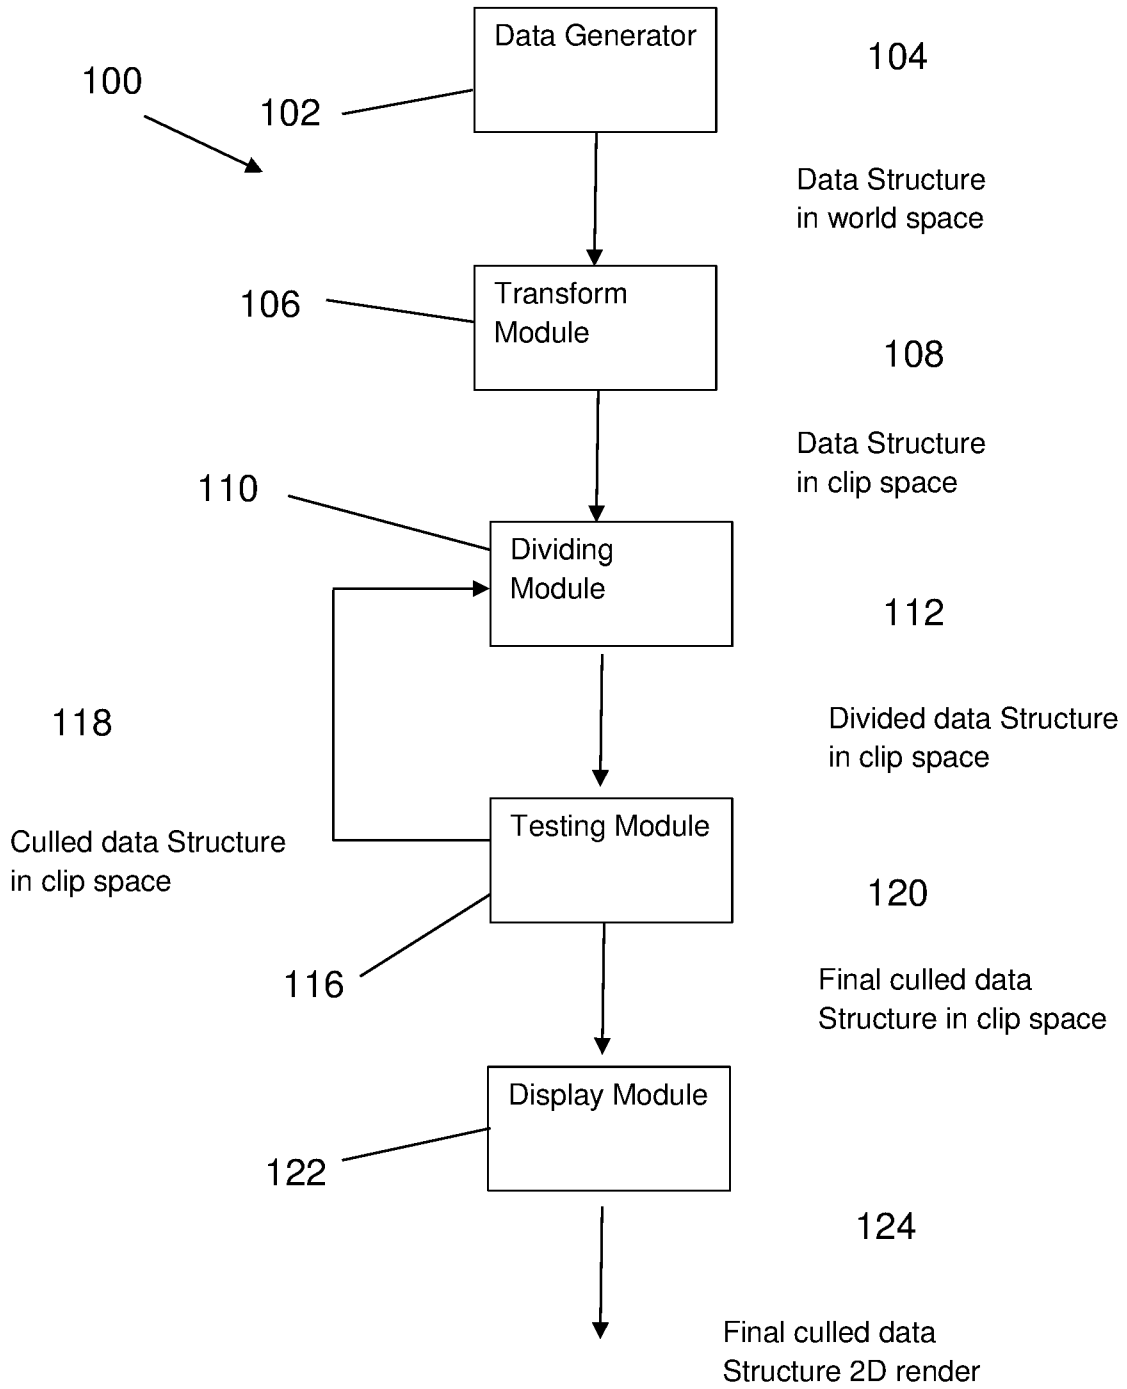 Data Generator
104
100
102
Data Structure
in world space
Transform
Module
106
108
Data Structure
in clip space
110
Dividing
Module
112
118
Divided data Structure
in clip space
Testing Module
Culled data Structure
in clip space
120
116
Final culled data
Structure in clip space
Display Module
122
124
Final culled data
Structure 2D render